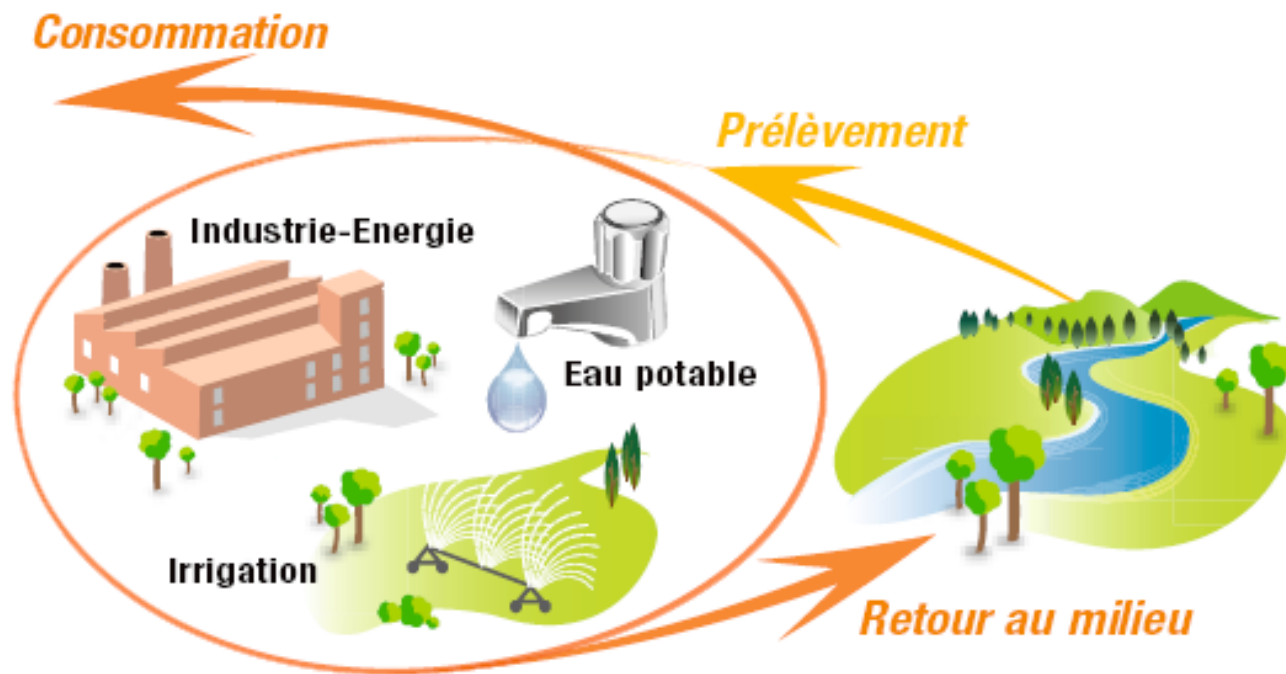 Consommation
Prélèvement
Industrie-Energie
Eau potable
Irrigation
Retour au milieu